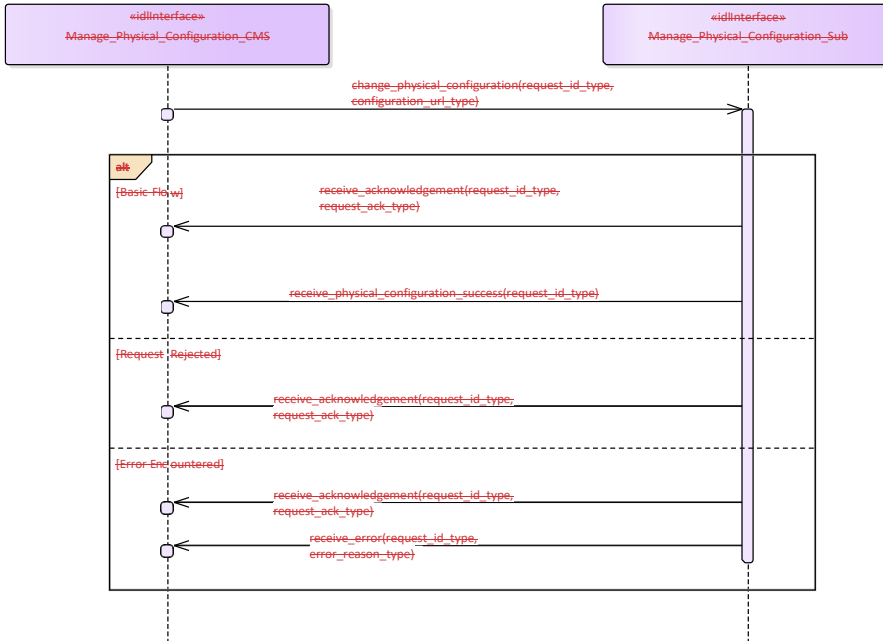 «idlInterface»
Manage_Physical_Configuration_CMS
«idlInterface»
Manage_Physical_Configuration_Sub
change_physical_configuration(request_id_type,
configuration_url_type)
alt
[Basic Flow]
receive_acknowledgement(request_id_type,
request_ack_type)
receive_physical_configuration_success(request_id_type)
[Request Rejected]
receive_acknowledgement(request_id_type,
request_ack_type)
[Error Encountered]
receive_acknowledgement(request_id_type,
request_ack_type)
receive_error(request_id_type,
error_reason_type)